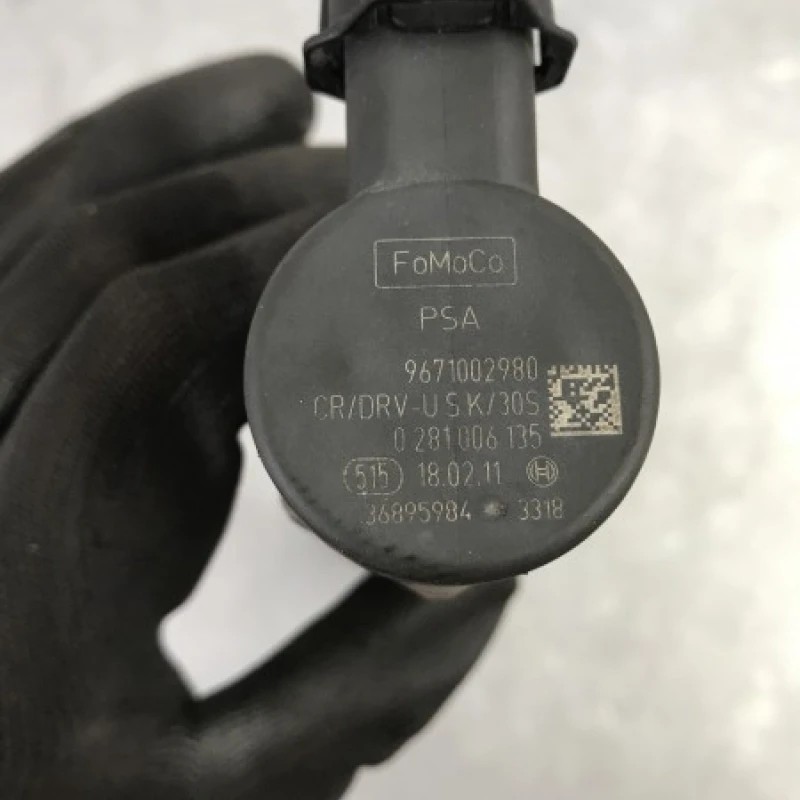 FoMoCo
PSA
9671002980
CR/DRV-U S K/30S
0 281 006 135
515 18.02.11
36895984 3318